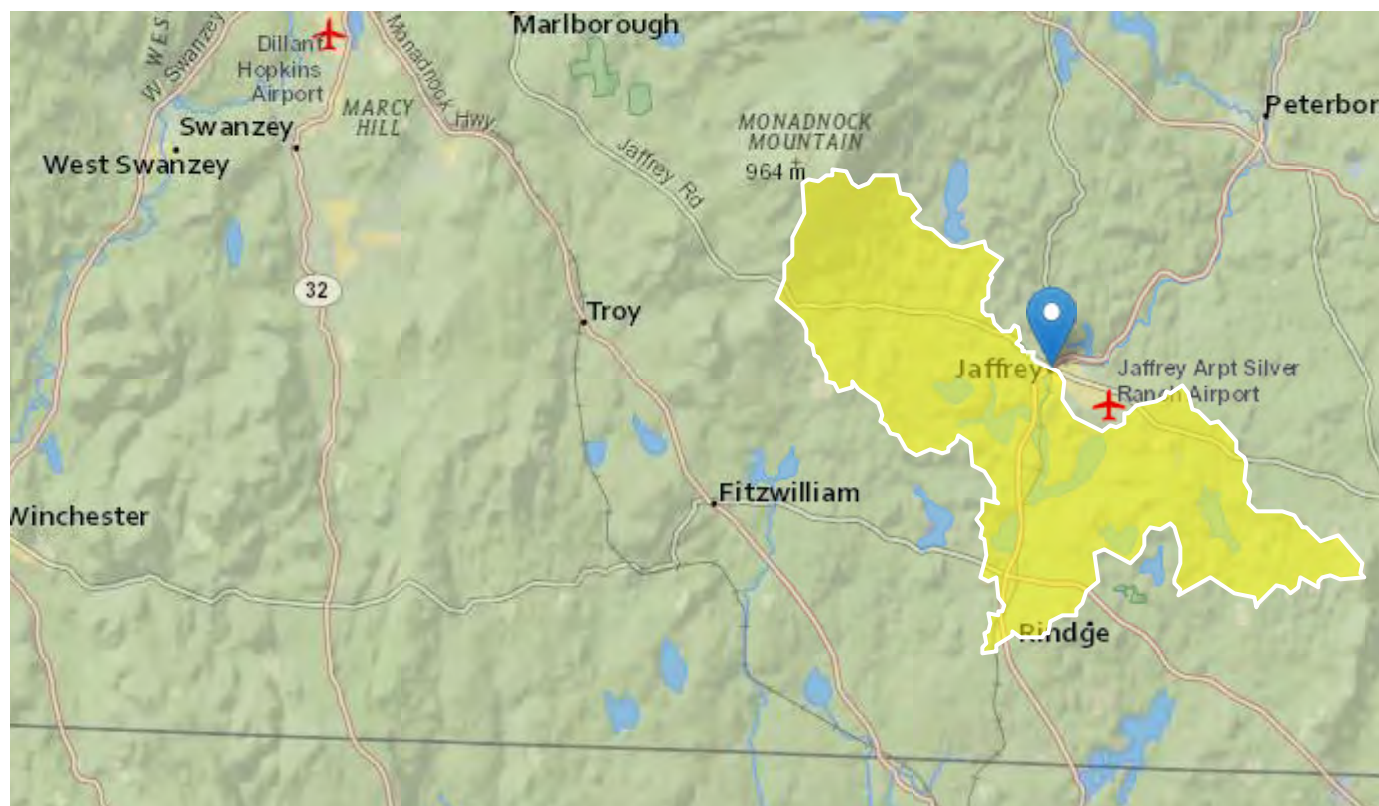 Marlborough
Dillant
Hopkins
Airport
WES
W Swanzey
Monadnock Hwy
MARCY
HILL
Swanzey
West Swanzey
MONADNOCK
MOUNTAIN
964 m
Peterbor
Jaffrey Rd
32
Troy
Jaffrey
Jaffrey Arpt Silver
Ranch Airport
Fitzwilliam
Winchester
Rindge